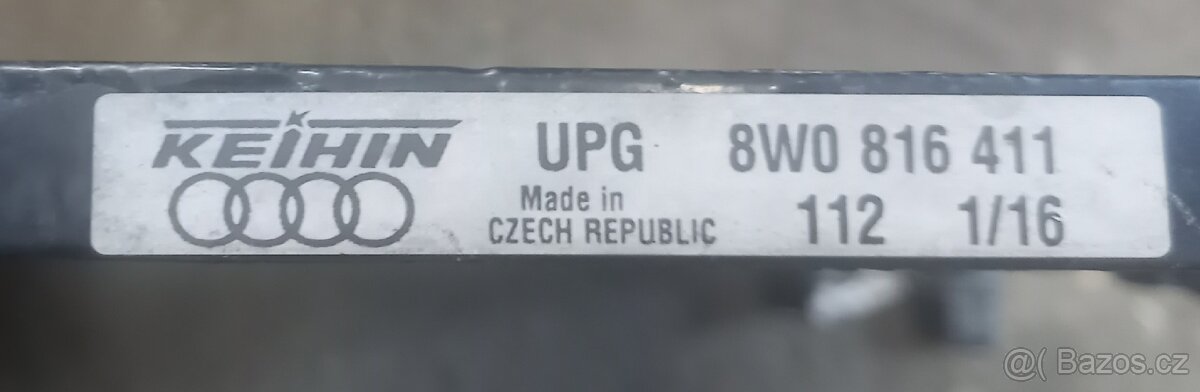 KEIHIN UPG 8W0 816 411
Made in
CZECH REPUBLIC 112 1/16
@( Bazos.cz